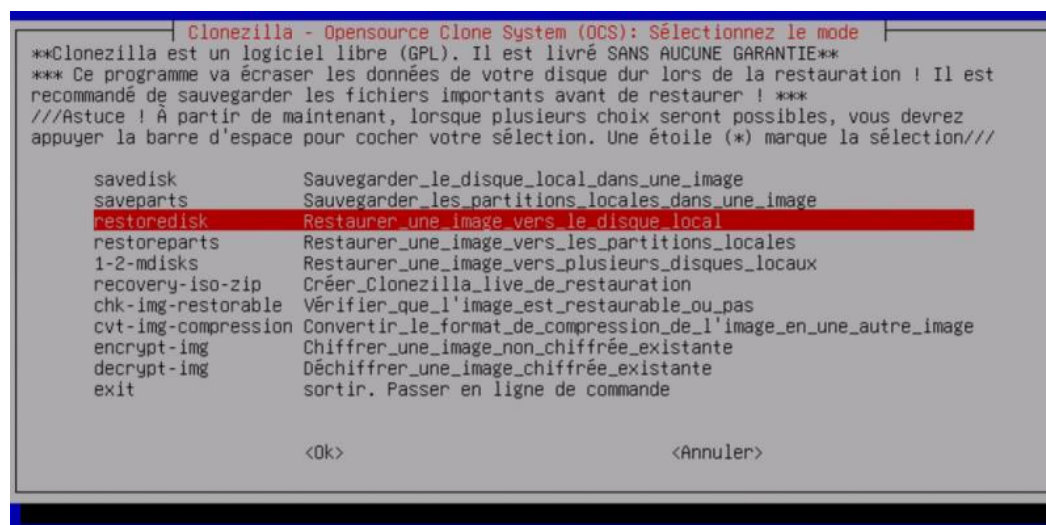 Clonezilla - Opensource Clone System (OCS): Sélectionnez le mode
**Clonezilla est un logiciel libre (GPL). Il est livré SANS AUCUNE GARANTIE**
*** Ce programme va écraser les données de votre disque dur lors de la restauration ! Il est
recommandé de sauvegarder les fichiers importants avant de restaurer ! ***
///Astuce ! À partir de maintenant, lorsque plusieurs choix seront possibles, vous devrez
appuyer la barre d'espace pour cocher votre sélection. Une étoile (*) marque la sélection///
savedisk Sauvegarder_le_disque_local_dans_une_image
saveparts Sauvegarder_les_partitions_locales_dans_une_image
restoredisk Restaurer_une_image_vers_le_disque_local
restoreparts Restaurer_une_image_vers_les_partitions_locales
1-2-mdisks Restaurer_une_image_vers_plusieurs_disques_locaux
recovery-iso-zip Créer_Clonezilla_live_de_restauration
chk-img-restorable Vérifier_que_l'image_est_restaurable_ou_pas
cvt-img-compression Convertir_le_format_de_compression_de_l'image_en_une_autre_image
encrypt-img Chiffrer_une_image_non_chiffrée_existante
decrypt-img Déchiffrer_une_image_chiffrée_existante
exit sortir. Passer en ligne de commande
<Ok> <Annuler>